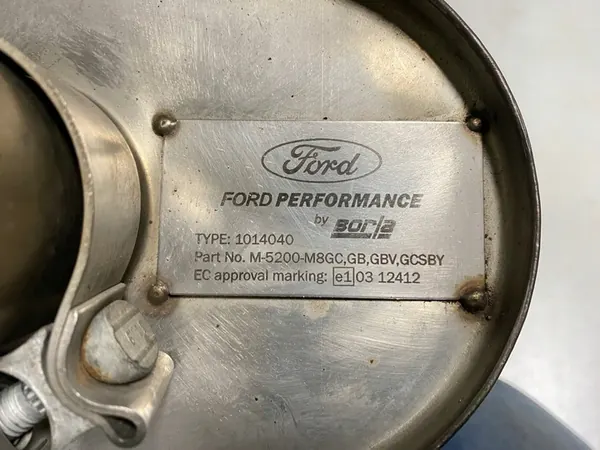 Ford
FORD PERFORMANCE
by BORLA
TYPE: 1014040
Part No. M-5200-M8GC,GB,GBV,GCSBY
EC approval marking: e1 03 12412